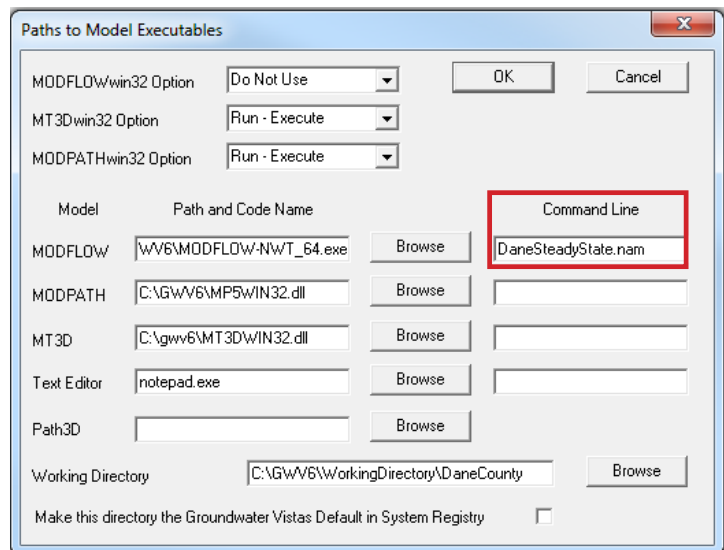 Paths to Model Executables
MODFLOWwin32 Option Do Not Use OK Cancel
MT3Dwin32 Option Run - Execute
MODPATHwin32 Option Run - Execute
Model Path and Code Name Command Line
MODFLOW WV6\MODFLOW-NWT_64.exe Browse DaneSteadyState.nam
MODPATH C:\GWV6\MP5WIN32.dll Browse
MT3D C:\gwv6\MT3DWIN32.dll Browse
Text Editor notepad.exe Browse
Path3D Browse
Working Directory C:\GWV6\WorkingDirectory\DaneCounty Browse
Make this directory the Groundwater Vistas Default in System Registry